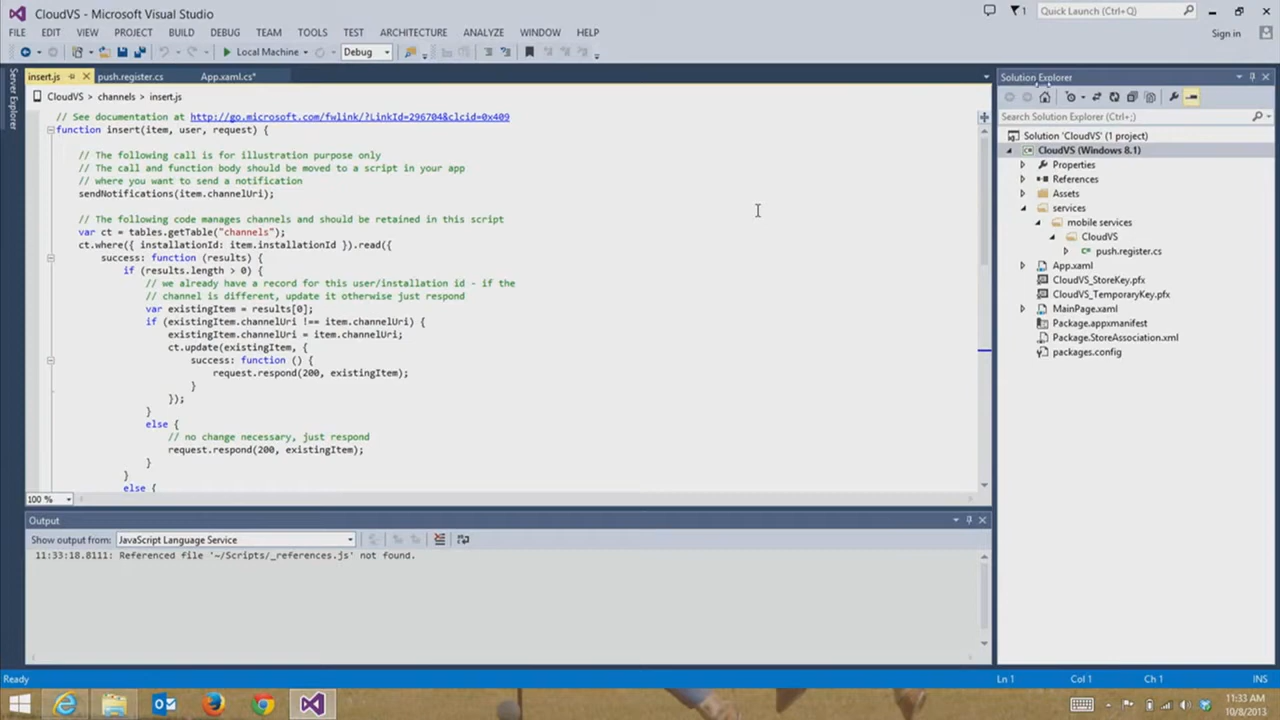 CloudVS - Microsoft Visual Studio
1
Quick Launch (Ctrl+Q)
FILE EDIT VIEW PROJECT BUILD DEBUG TEAM TOOLS TEST ARCHITECTURE ANALYZE WINDOW HELP
Sign in
Local Machine
Debug
Server Explorer
insert.js
push.register.cs
App.xaml.cs*
CloudVS
channels
insert.js
// See documentation at http://go.microsoft.com/fwlink/?LinkId=296704&clcid=0x409
function insert(item, user, request) {
// The following call is for illustration purpose only
// The call and function body should be moved to a script in your app
// where you want to send a notification
sendNotifications(item.channelUri);
// The following code manages channels and should be retained in this script
var ct = tables.getTable("channels");
ct.where({ installationId: item.installationId }).read({
success: function (results) {
if (results.length > 0) {
// we already have a record for this user/installation id - if the
// channel is different, update it otherwise just respond
var existingItem = results[0];
if (existingItem.channelUri !== item.channelUri) {
existingItem.channelUri = item.channelUri;
ct.update(existingItem, {
success: function () {
request.respond(200, existingItem);
}
});
}
else {
// no change necessary, just respond
request.respond(200, existingItem);
}
}
else {
100 %
Output
Show output from: JavaScript Language Service
11:33:18.8111: Referenced file '~/Scripts/_references.js' not found.
Solution Explorer
Search Solution Explorer (Ctrl+;)
Solution 'CloudVS' (1 project)
CloudVS (Windows 8.1)
Properties
References
Assets
services
mobile services
CloudVS
push.register.cs
App.xaml
CloudVS_StoreKey.pfx
CloudVS_TemporaryKey.pfx
MainPage.xaml
Package.appxmanifest
Package.StoreAssociation.xml
packages.config
Ready
Ln 1
Col 1
Ch 1
INS
11:33 AM
10/8/2013